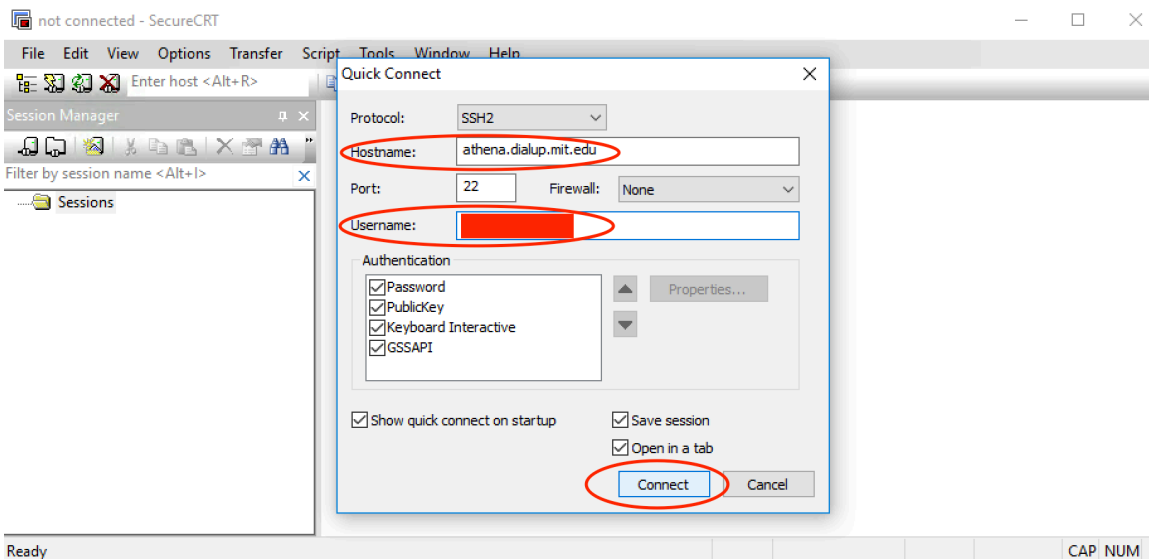 not connected - SecureCRT
File Edit View Options Transfer Script Tools Window Help
Enter host <Alt+R>
Session Manager
Filter by session name <Alt+I>
Sessions
Quick Connect
Protocol: SSH2
Hostname: athena.dialup.mit.edu
Port: 22 Firewall: None
Username:
Authentication
Password
PublicKey
Keyboard Interactive
GSSAPI
Properties...
Show quick connect on startup
Save session
Open in a tab
Connect Cancel
Ready CAP NUM